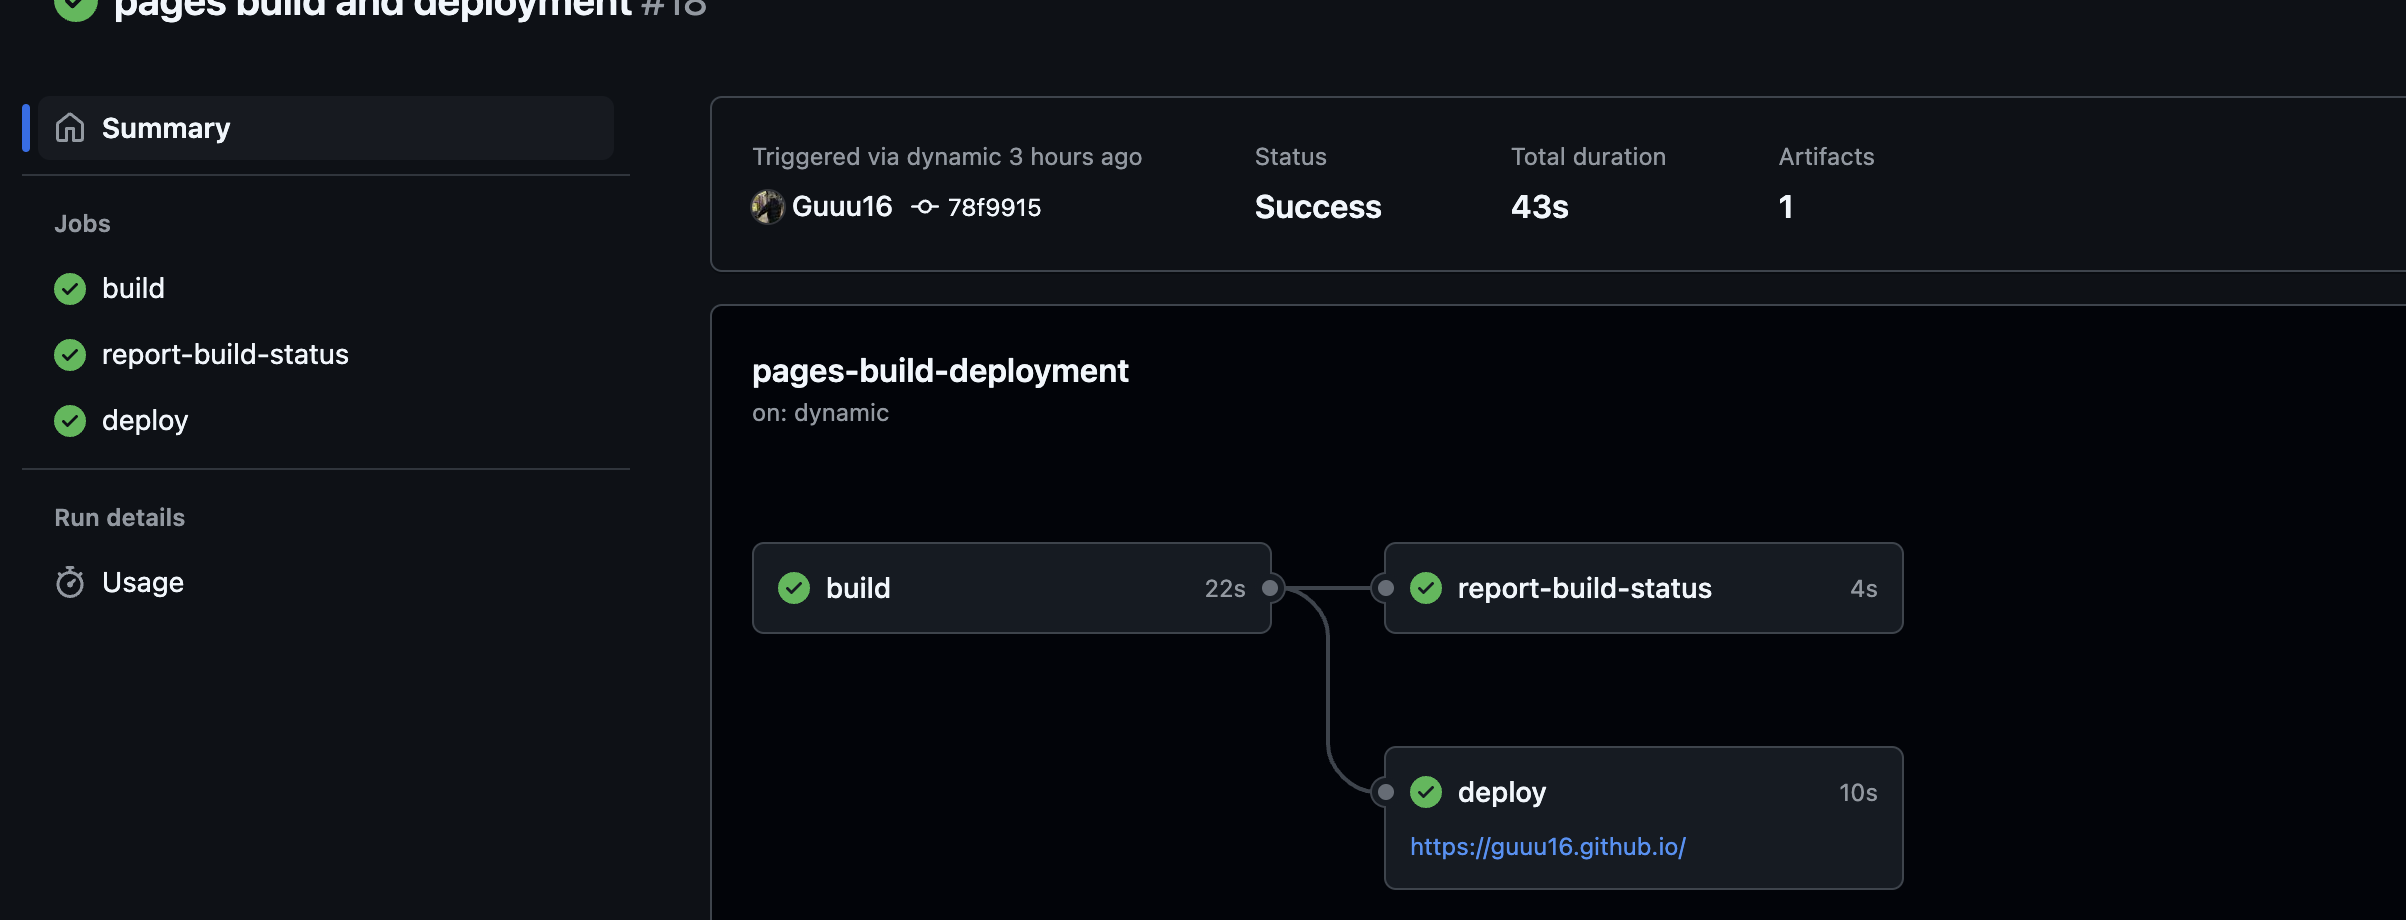 pages build and deployment #18
Summary
Jobs
build
report-build-status
deploy
Run details
Usage
Triggered via dynamic 3 hours ago
Guuu16 78f9915
Status
Success
Total duration
43s
Artifacts
1
pages-build-deployment
on: dynamic
build 22s
report-build-status 4s
deploy 10s
https://guuu16.github.io/